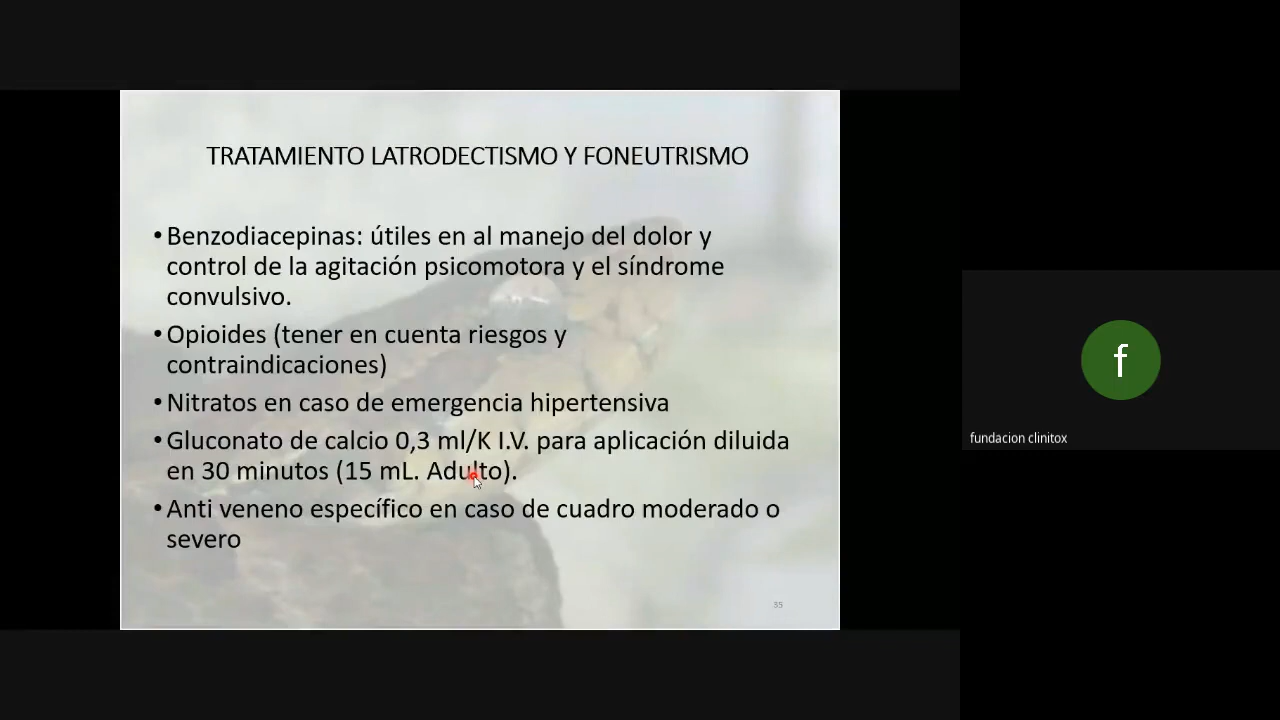 TRATAMIENTO LATRODECTISMO Y FONEUTRISMO
•Benzodiacepinas: útiles en al manejo del dolor y
control de la agitación psicomotora y el síndrome
convulsivo.
•Opioides (tener en cuenta riesgos y
contraindicaciones)
•Nitratos en caso de emergencia hipertensiva
•Gluconato de calcio 0,3 ml/K I.V. para aplicación diluida
en 30 minutos (15 mL. Adulto).
•Anti veneno específico en caso de cuadro moderado o
severo
35
f
fundacion clinitox